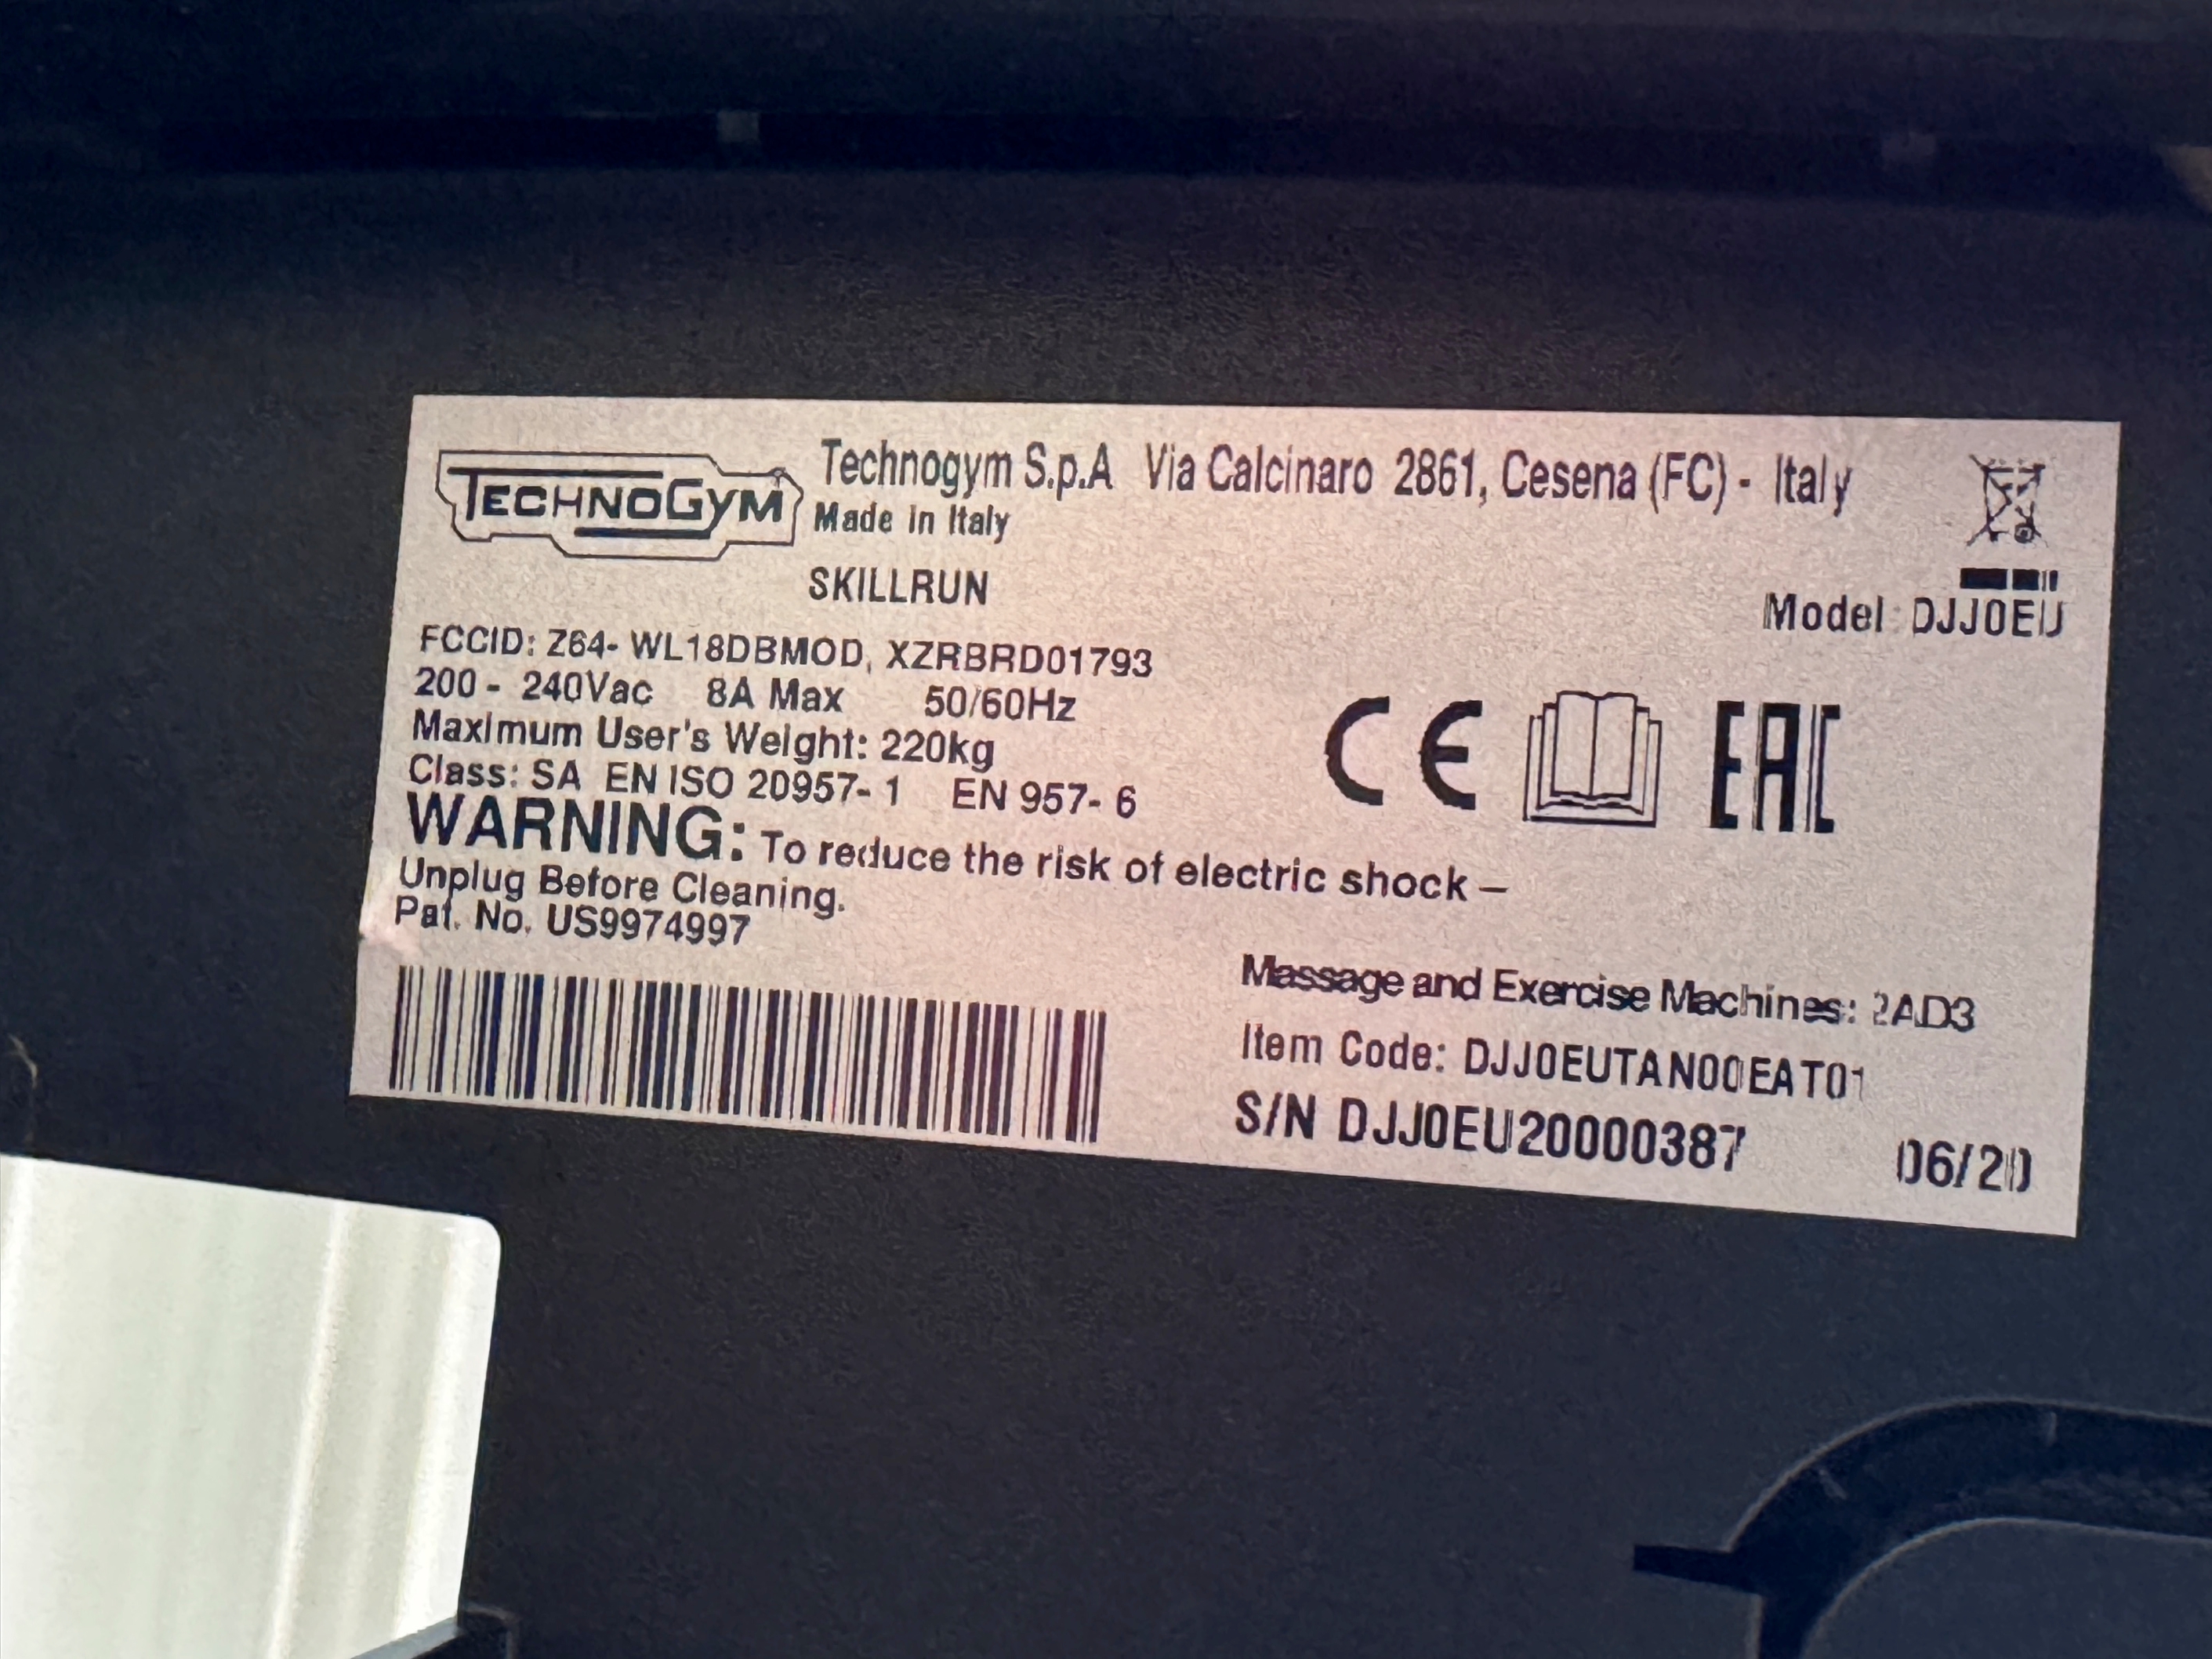 TECHNOGYM
Technogym S.p.A Via Calcinaro 2861, Cesena (FC) - Italy
Made in Italy
SKILLRUN
Model DJJ0EU
FCCID: Z64- WL18DBMOD, XZRBRD01793
200 - 240Vac 8A Max 50/60Hz
Maximum User's Weight: 220kg
Class: SA EN ISO 20957- 1 EN 957- 6
CE EAC
WARNING: To reduce the risk of electric shock –
Unplug Before Cleaning.
Pat. No. US9974997
Massage and Exercise Machines: 2AD3
Item Code: DJJ0EUTAN00EAT01
S/N DJJ0EU20000387 06/20